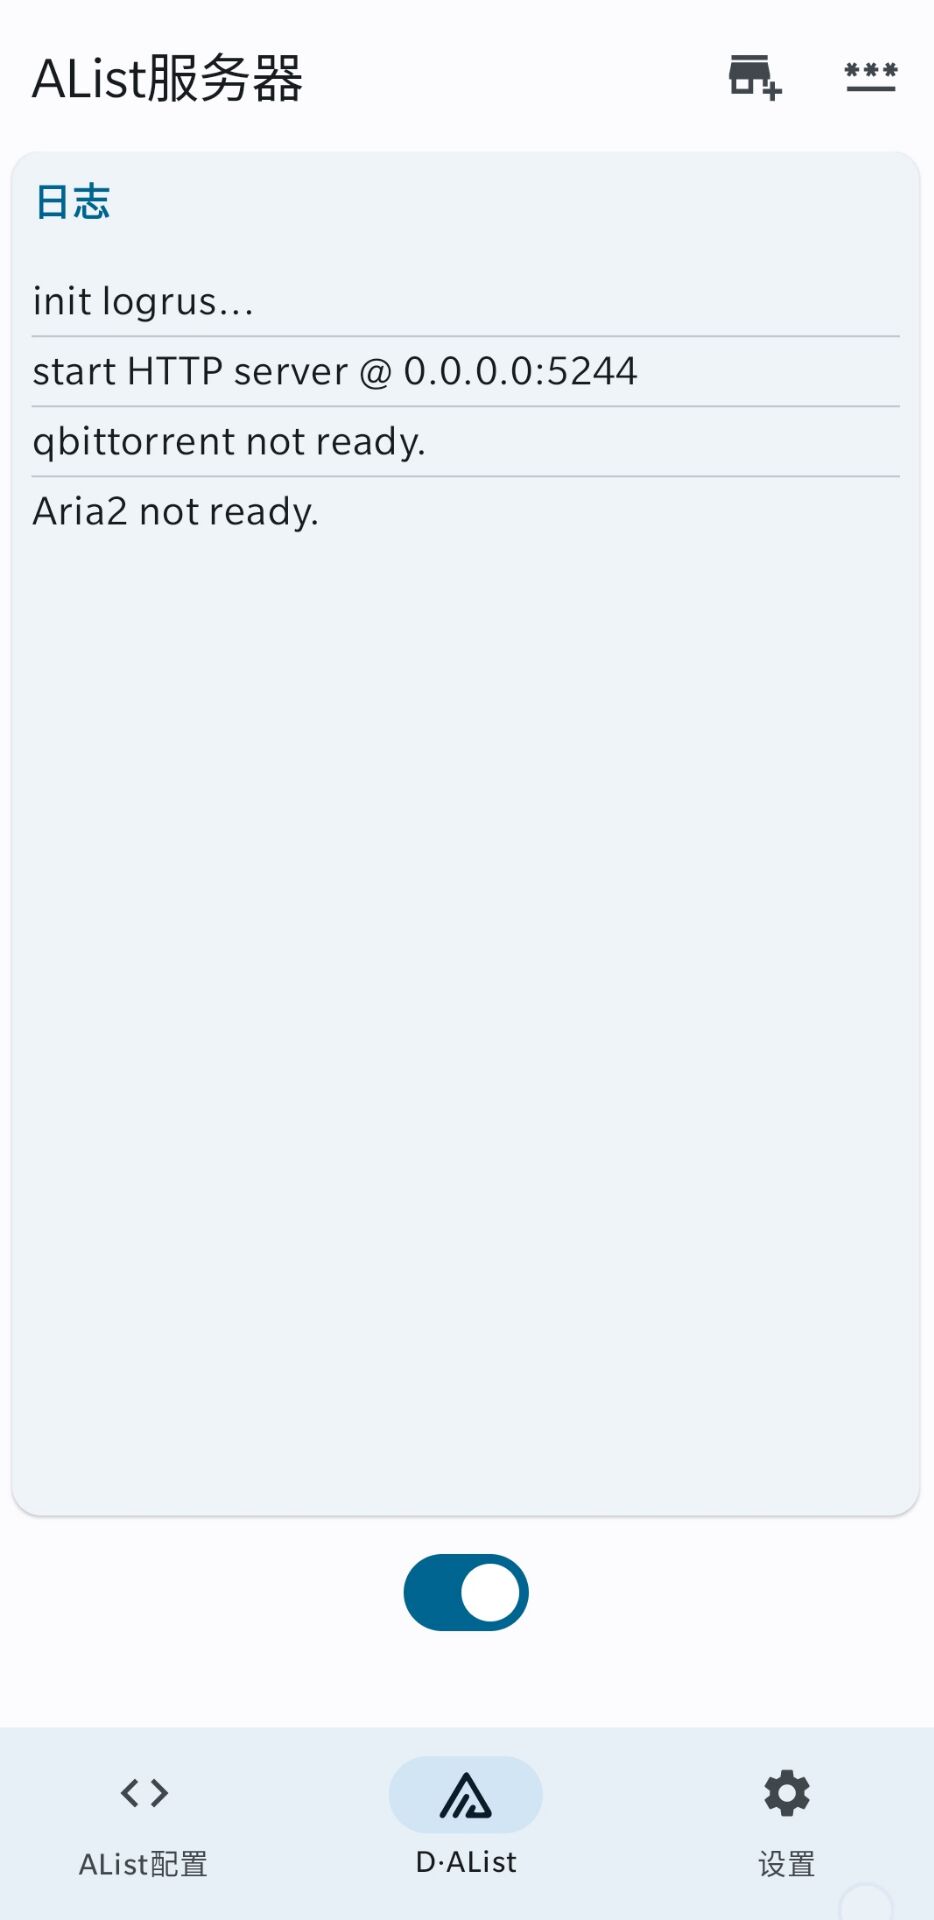 AList服务器
日志
init logrus...
start HTTP server @ 0.0.0.0:5244
qbittorrent not ready.
Aria2 not ready.
AList配置
D·AList
设置